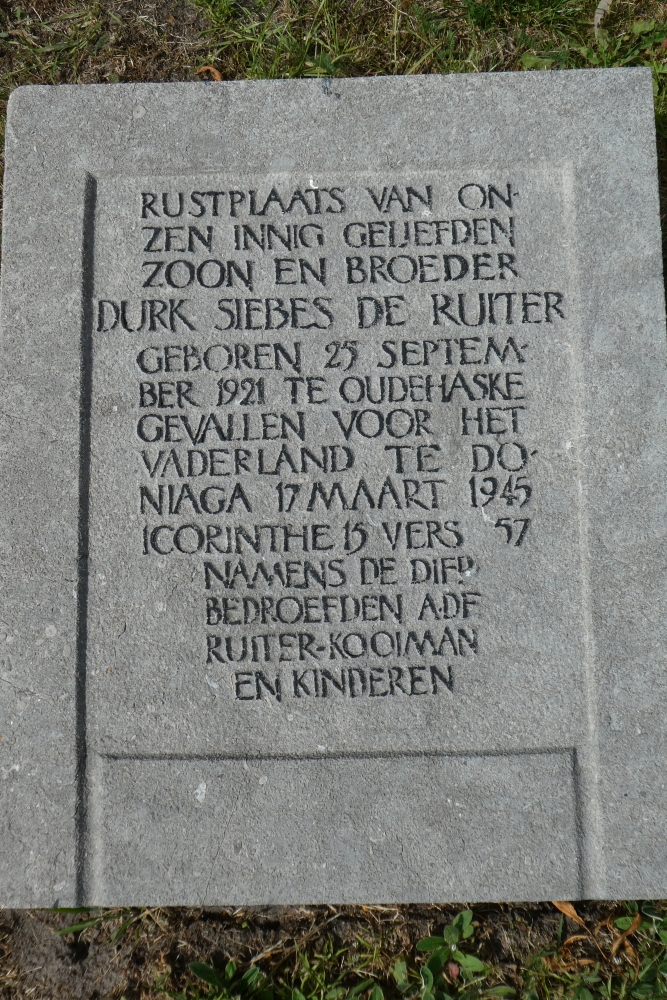 RUSTPLAATS VAN ON-
ZEN INNIG GELIEFDEN
ZOON EN BROEDER
DURK SIEBES DE RUITER
GEBOREN 25 SEPTEM-
BER 1921 TE OUDEHASKE
GEVALLEN VOOR HET
VADERLAND TE DO-
NIAGA 17 MAART 1945
I CORINTHE 15 VERS 57
NAMENS DE DIEP
BEDROEFDEN A.DE
RUITER-KOOIMAN
EN KINDEREN